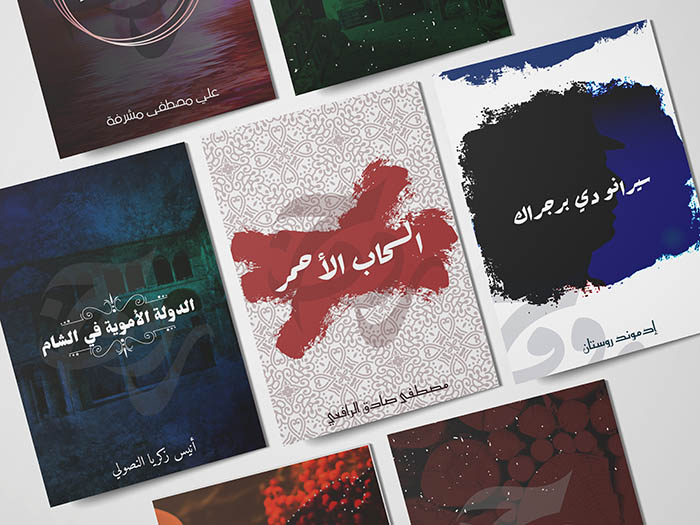 علي مصطفى مشرفة
سيرانو دي برجراك
إدموند روستان
السحاب الأحمر
مصطفى صادق الرافعي
الدولة الأموية في الشام
أنيس زكريا النصولي